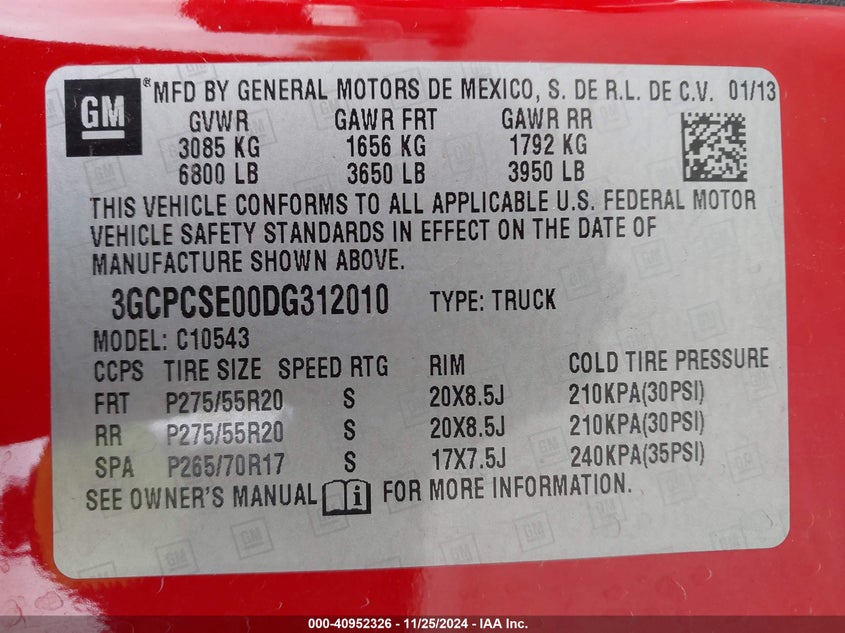 GM ® MFD BY GENERAL MOTORS DE MEXICO, S. DE R.L. DE C.V. 01/13
GVWR GAWR FRT GAWR RR
3085 KG 1656 KG 1792 KG
6800 LB 3650 LB 3950 LB
THIS VEHICLE CONFORMS TO ALL APPLICABLE U.S. FEDERAL MOTOR
VEHICLE SAFETY STANDARDS IN EFFECT ON THE DATE OF
MANUFACTURE SHOWN ABOVE.
3GCPCSE00DG312010 TYPE: TRUCK
MODEL: C10543
CCPS TIRE SIZE SPEED RTG RIM COLD TIRE PRESSURE
FRT P275/55R20 S 20X8.5J 210KPA(30PSI)
RR P275/55R20 S 20X8.5J 210KPA(30PSI)
SPA P265/70R17 S 17X7.5J 240KPA(35PSI)
SEE OWNER'S MANUAL i FOR MORE INFORMATION.
000-40952326 - 11/25/2024 - IAA Inc.